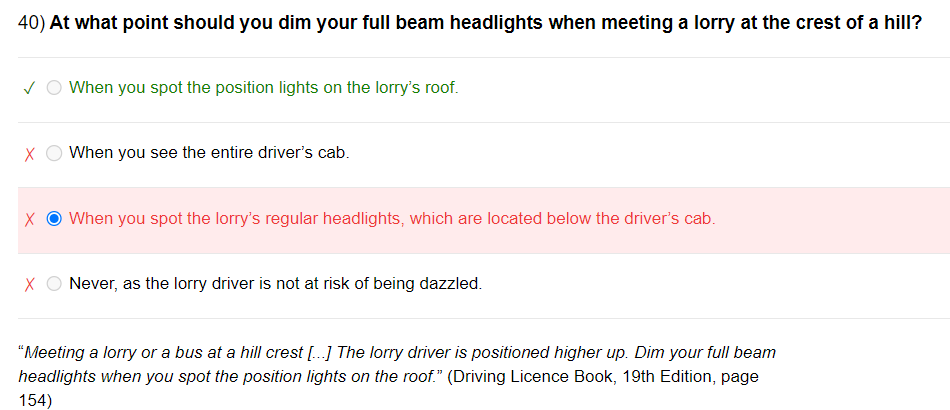 40) At what point should you dim your full beam headlights when meeting a lorry at the crest of a hill?
✓ When you spot the position lights on the lorry’s roof.
✗ When you see the entire driver’s cab.
✗ When you spot the lorry’s regular headlights, which are located below the driver’s cab.
✗ Never, as the lorry driver is not at risk of being dazzled.
“Meeting a lorry or a bus at a hill crest [...] The lorry driver is positioned higher up. Dim your full beam
headlights when you spot the position lights on the roof.” (Driving Licence Book, 19th Edition, page
154)